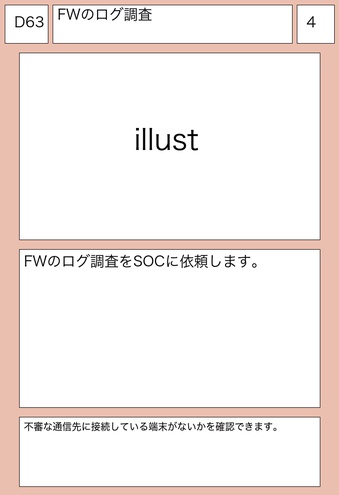 D63
FWのログ調査
4
illust
FWのログ調査をSOCに依頼します。
不審な通信先に接続している端末がないかを確認できます。